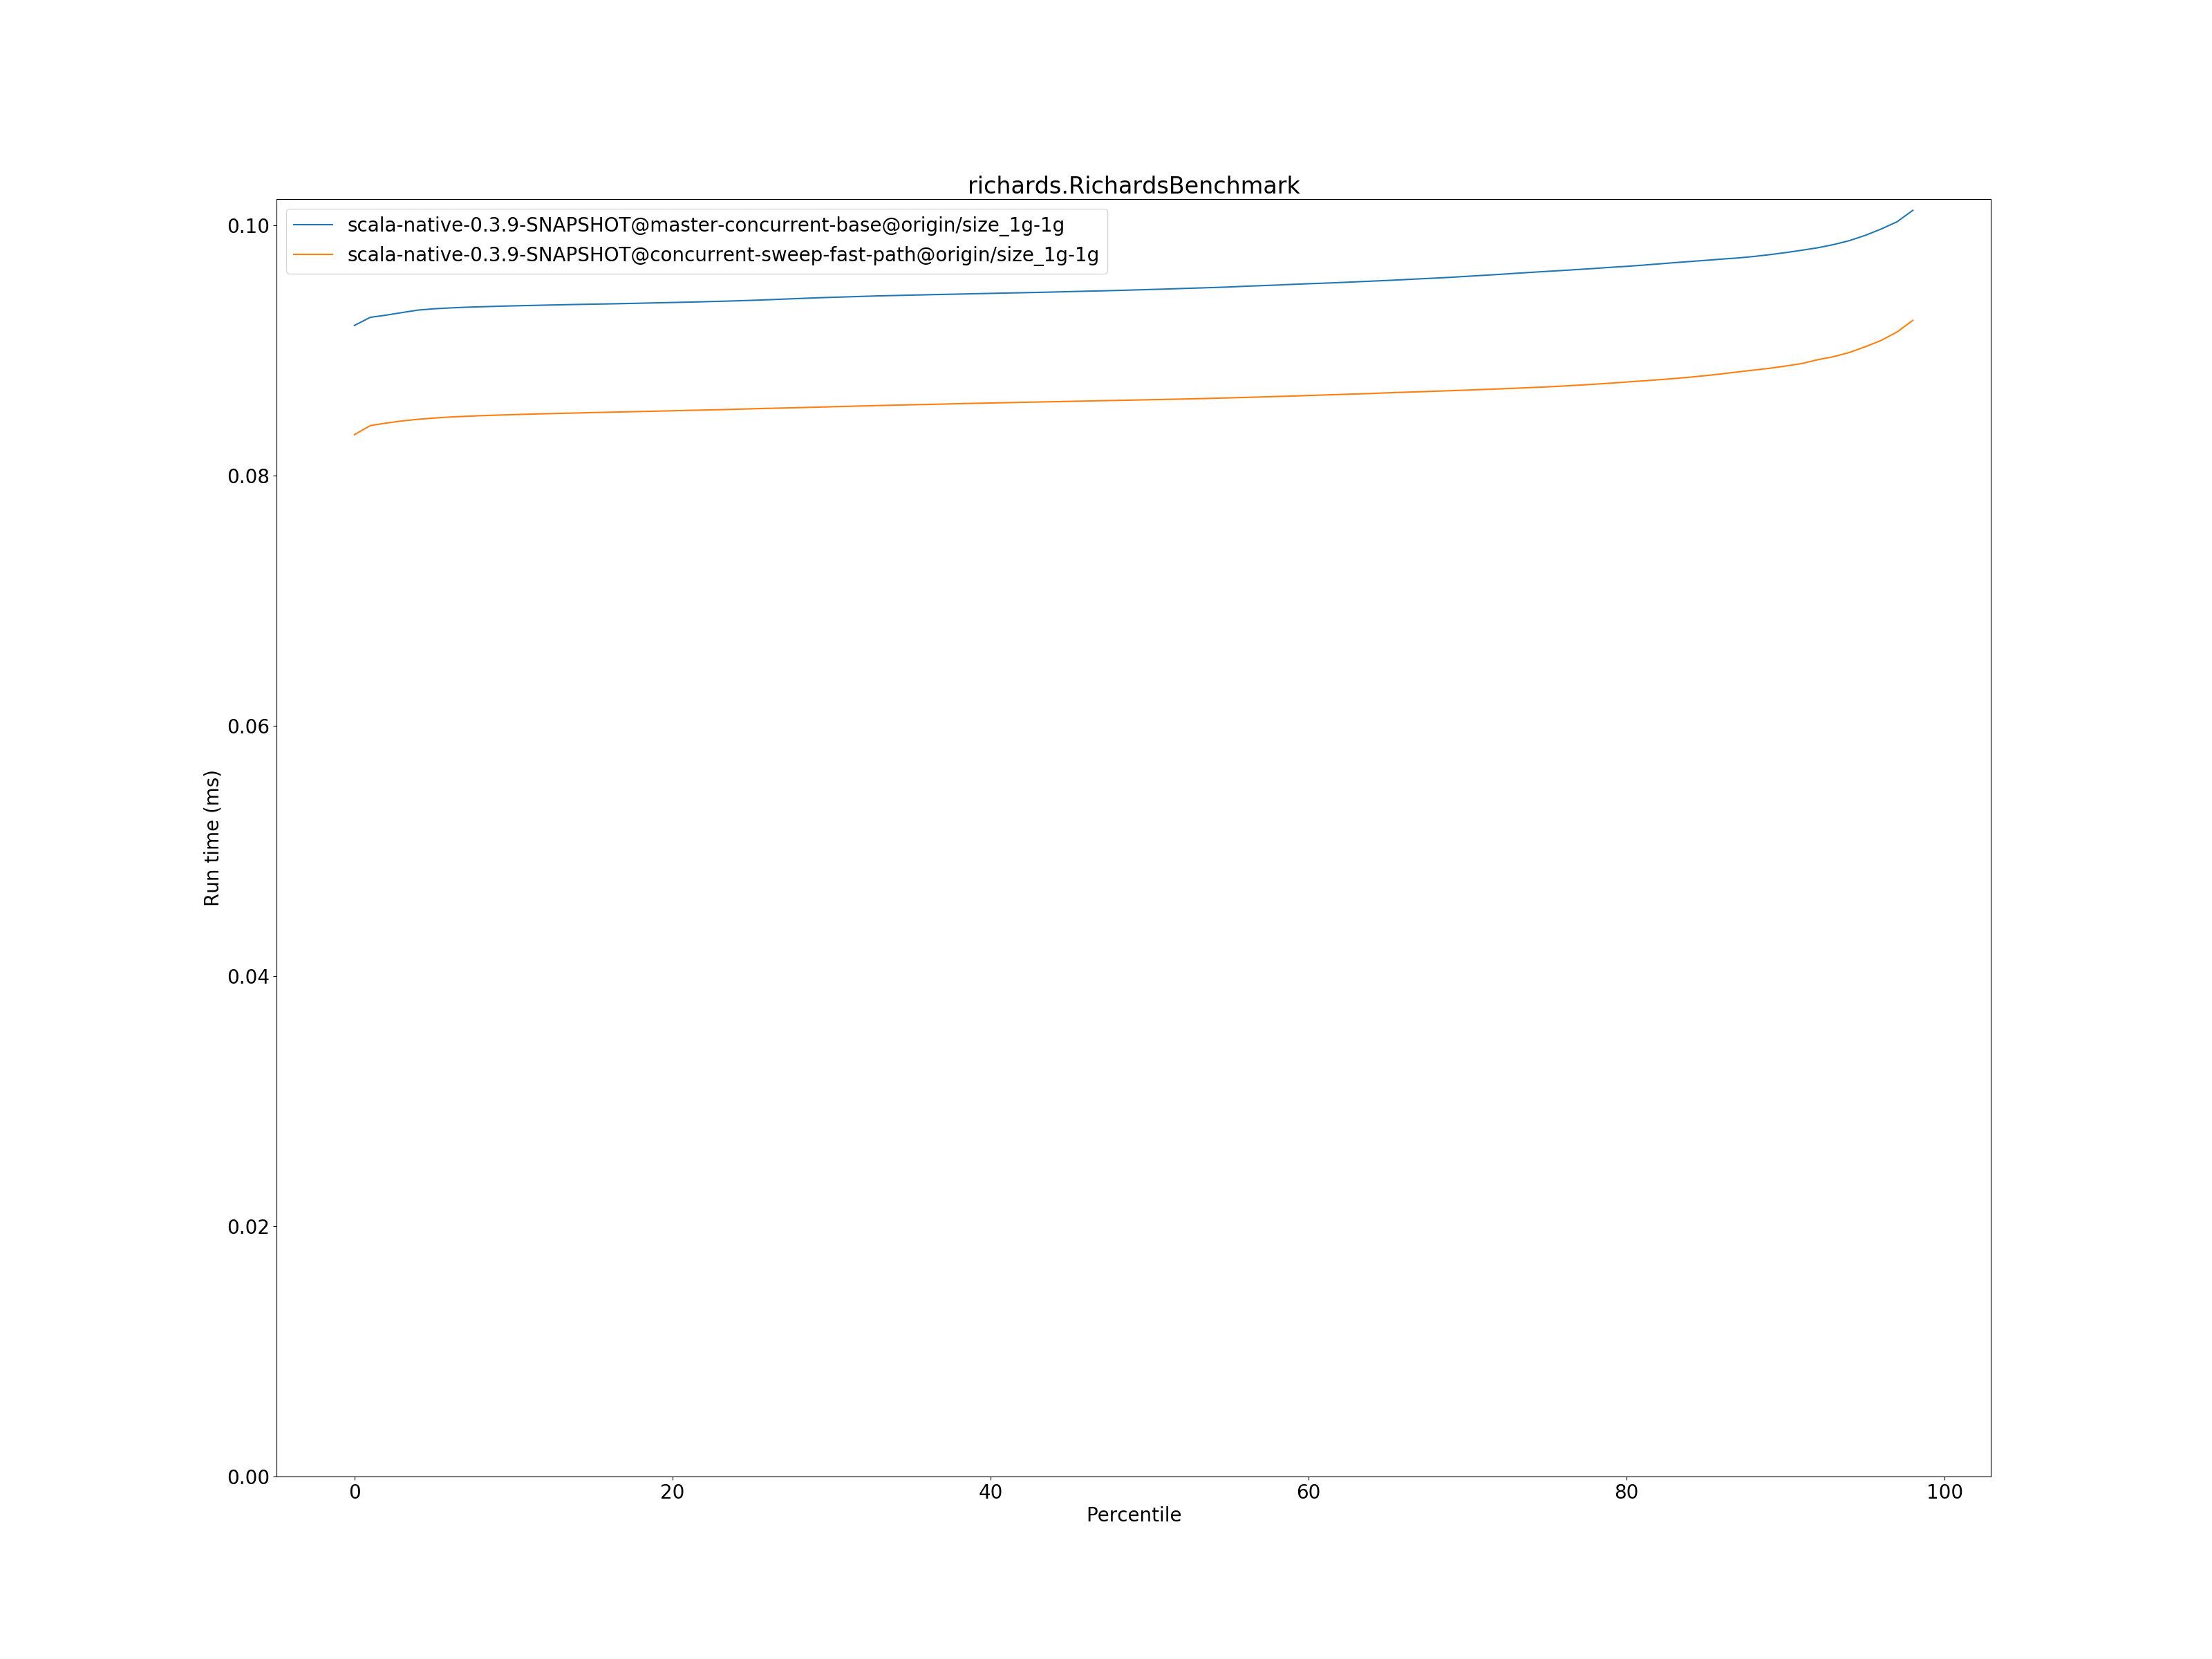 richards.RichardsBenchmark
scala-native-0.3.9-SNAPSHOT@master-concurrent-base@origin/size_1g-1g
scala-native-0.3.9-SNAPSHOT@concurrent-sweep-fast-path@origin/size_1g-1g
0.10
0.08
0.06
0.04
0.02
0.00
Run time (ms)
0 20 40 60 80 100
Percentile